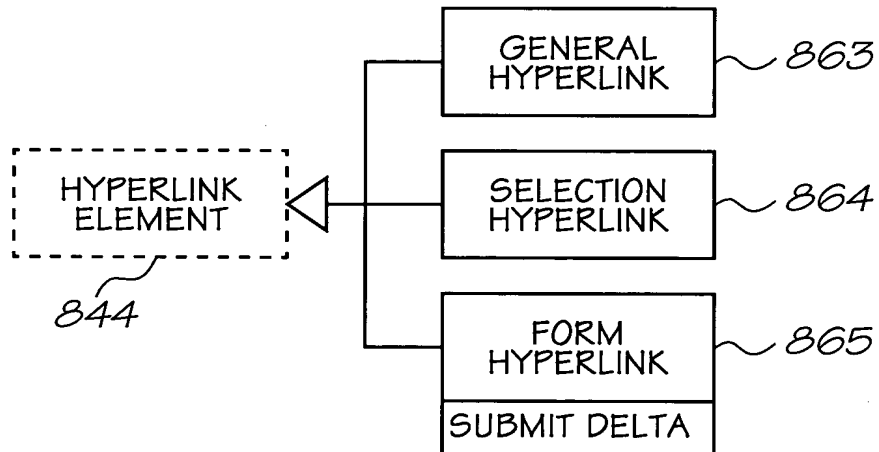 GENERAL
HYPERLINK
863
HYPERLINK
ELEMENT
844
SELECTION
HYPERLINK
864
FORM
HYPERLINK
865
SUBMIT DELTA